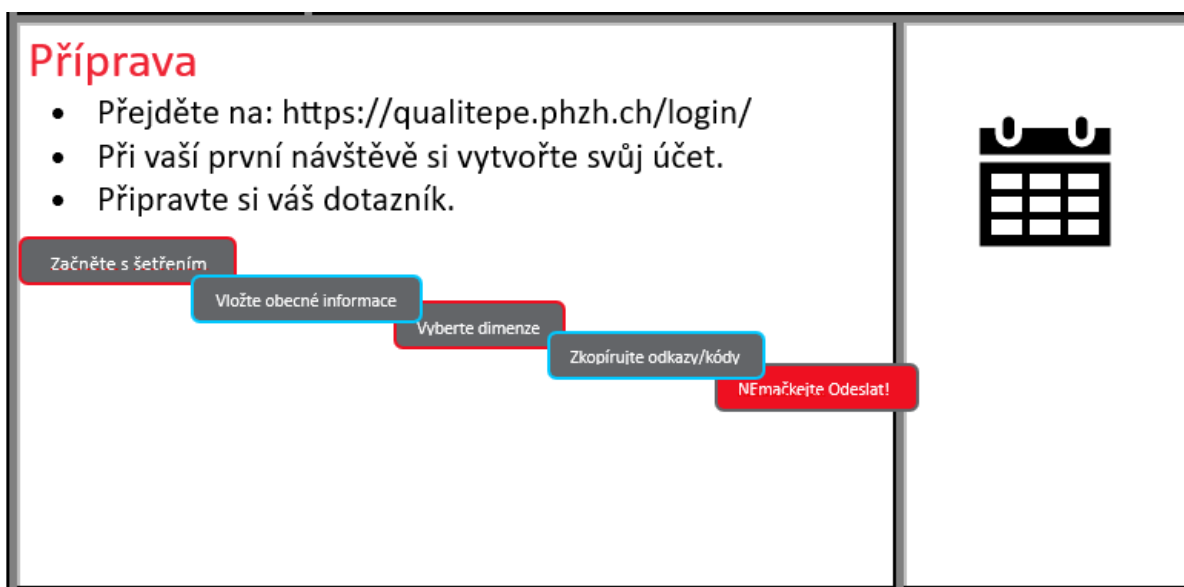 Příprava
• Přejděte na: https://qualitepe.phzh.ch/login/
• Při vaší první návštěvě si vytvořte svůj účet.
• Připravte si váš dotazník.
Začněte s šetřením
Vložte obecné informace
Vyberte dimenze
Zkopírujte odkazy/kódy
NEmačkejte Odeslat!